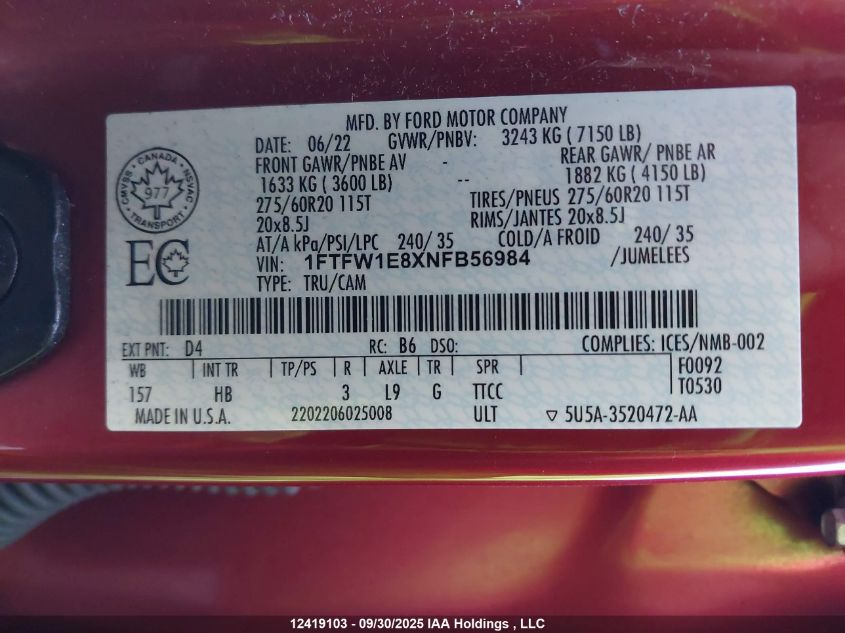 MFD. BY FORD MOTOR COMPANY
DATE: 06/22 GVWR/PNBV: 3243 KG ( 7150 LB)
FRONT GAWR/PNBE AV - REAR GAWR/ PNBE AR
1633 KG ( 3600 LB) -- 1882 KG ( 4150 LB)
275/60R20 115T TIRES/PNEUS 275/60R20 115T
20x8.5J RIMS/JANTES 20x8.5J
AT/A kPa/PSI/LPC 240/ 35 COLD/A FROID 240/ 35
VIN: 1FTFW1E8XNFB56984 /JUMELEES
TYPE: TRU/CAM
CANADA
CMVSS NSVAC
977
TRANSPORT
EC
EXT PNT: D4 RC: B6 DSO: COMPLIES: ICES/NMB-002
WB INT TR TP/PS R AXLE TR SPR F0092
157 HB 3 L9 G TTCC T0530
MADE IN U.S.A. 2202206025008 ULT ▽ 5U5A-3520472-AA
12419103 - 09/30/2025 IAA Holdings , LLC